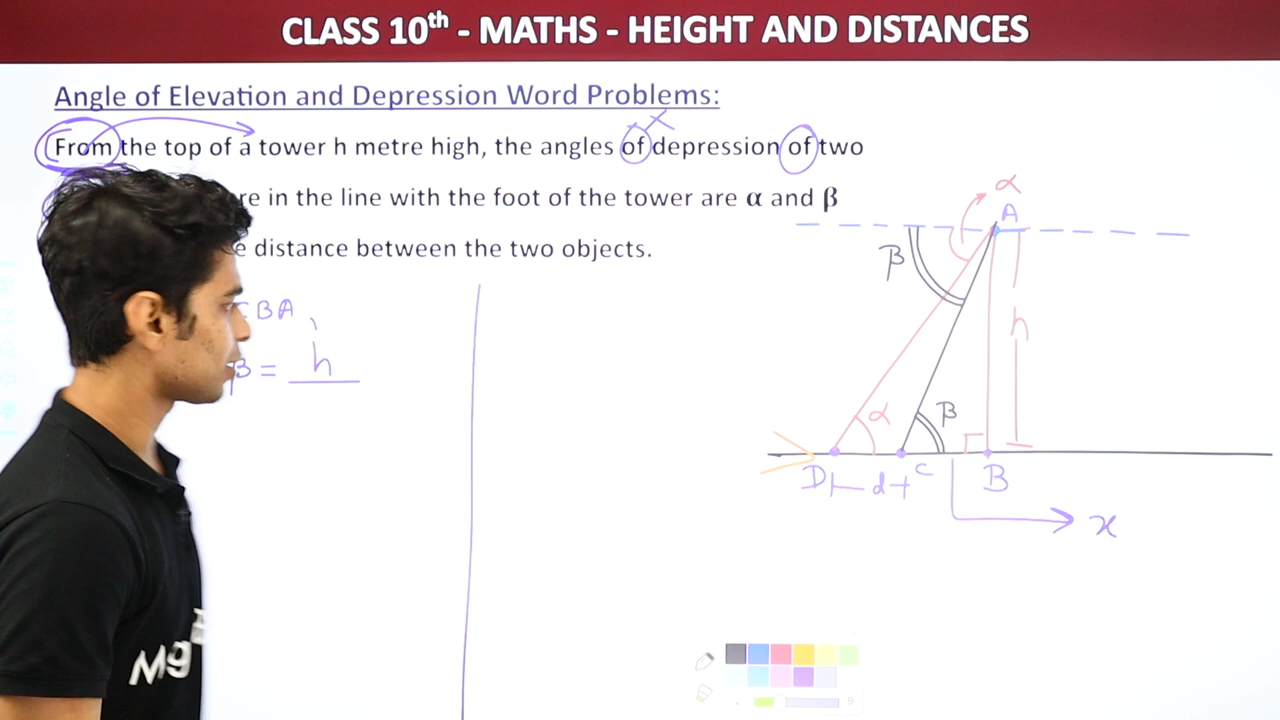 CLASS 10th - MATHS - HEIGHT AND DISTANCES
Angle of Elevation and Depression Word Problems:
From the top of a tower h metre high, the angles of depression of two
in the line with the foot of the tower are α and β
distance between the two objects.
BA,
β = h
α
A
β
h
α
β
D
d
C
B
x